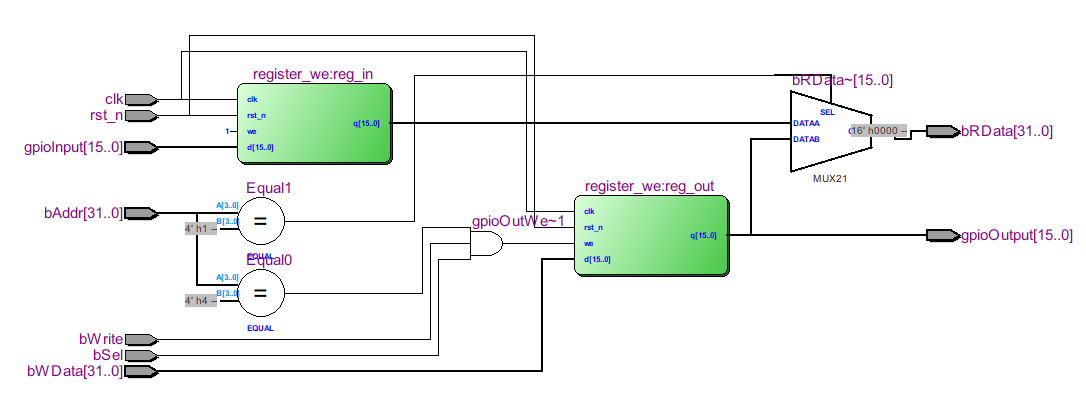 bRData~[15..0]
register_we:reg_in
clk
rst_n
clk
rst_n
1
we
q[15..0]
gpioInput[15..0]
d[15..0]
SEL
DATAA
DATAB
16' h0000
bRData[31..0]
MUX21
Equal1
register_we:reg_out
bAddr[31..0]
A[3..0]
B[3..0]
4' h1
=
EQUAL
gpioOutWe~1
clk
rst_n
we
d[15..0]
q[15..0]
gpioOutput[15..0]
Equal0
A[3..0]
B[3..0]
4' h4
=
EQUAL
bWrite
bSel
bWData[31..0]